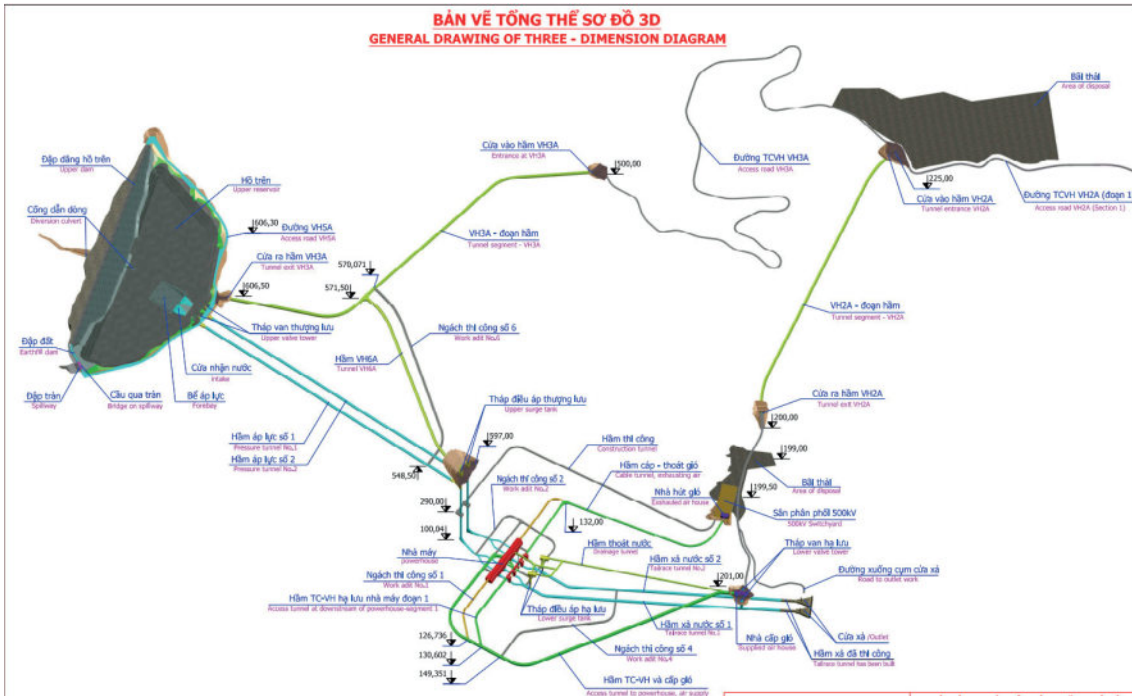 BẢN VẼ TỔNG THỂ SƠ ĐỒ 3D
GENERAL DRAWING OF THREE - DIMENSION DIAGRAM
Bãi thải
Area of disposal
Cửa vào hầm VH3A
Entrance at VH3A
500,00
Đường TCVH VH3A
Access road VH3A
225,00
Cửa vào hầm VH2A
Tunnel entrance VH2A
Đường TCVH VH2A (đoạn 1
Access road VH2A (Section 1)
Đập dâng hồ trên
Upper dam
Hồ trên
Upper reservoir
Cống dẫn dòng
Diversion culvert
606,30
Đường VH5A
Access road VH5A
Cửa ra hầm VH3A
Tunnel exit VH3A
606,50
VH3A - đoạn hầm
Tunnel segment - VH3A
570,071
571,50
VH2A - đoạn hầm
Tunnel segment - VH2A
Tháp van thượng lưu
Upper valve tower
Ngách thi công số 6
Work adit No.6
Hầm VH6A
Tunnel VH6A
Đập đất
Earthfill dam
Cửa nhận nước
intake
Đập tràn
Spillway
Cầu qua tràn
Bridge on spillway
Bể áp lực
Forebay
Cửa ra hầm VH2A
Tunnel exit VH2A
200,00
Tháp điều áp thượng lưu
Upper surge tank
597,00
Hầm áp lực số 1
Pressure tunnel No.1
Hầm áp lực số 2
Pressure tunnel No.2
548,50
Hầm thi công
Construction tunnel
Hầm cáp - thoát gió
Cable tunnel, exhausting air
199,00
Bãi thải
Area of disposal
Ngách thi công số 2
Work adit No.2
Nhà hút gió
Exshauded air house
199,50
290,00
Sân phân phối 500kV
500kV Switchyard
100,04
132,00
Hầm thoát nước
Drainage tunnel
Tháp van hạ lưu
Lower valve tower
Nhà máy
powerhouse
Hầm xả nước số 2
Tailrace tunnel No.2
201,00
Đường xuống cụm cửa xả
Road to outlet work
Ngách thi công số 1
Work adit No.1
Hầm TC-VH hạ lưu nhà máy đoạn 1
Access tunnel at downstream of powerhouse-segment 1
Tháp điều áp hạ lưu
Lower surge tank
Hầm xả nước số 1
Tailrace tunnel No.1
Nhà cấp gió
Supplied air house
Cửa xả /Outlet
126,736
130,602
149,351
Ngách thi công số 4
Work adit No.4
Hầm xả đã thi công
Tailrace tunnel has been built
Hầm TC-VH và cấp gió
Access tunnel to powerhouse, air supply